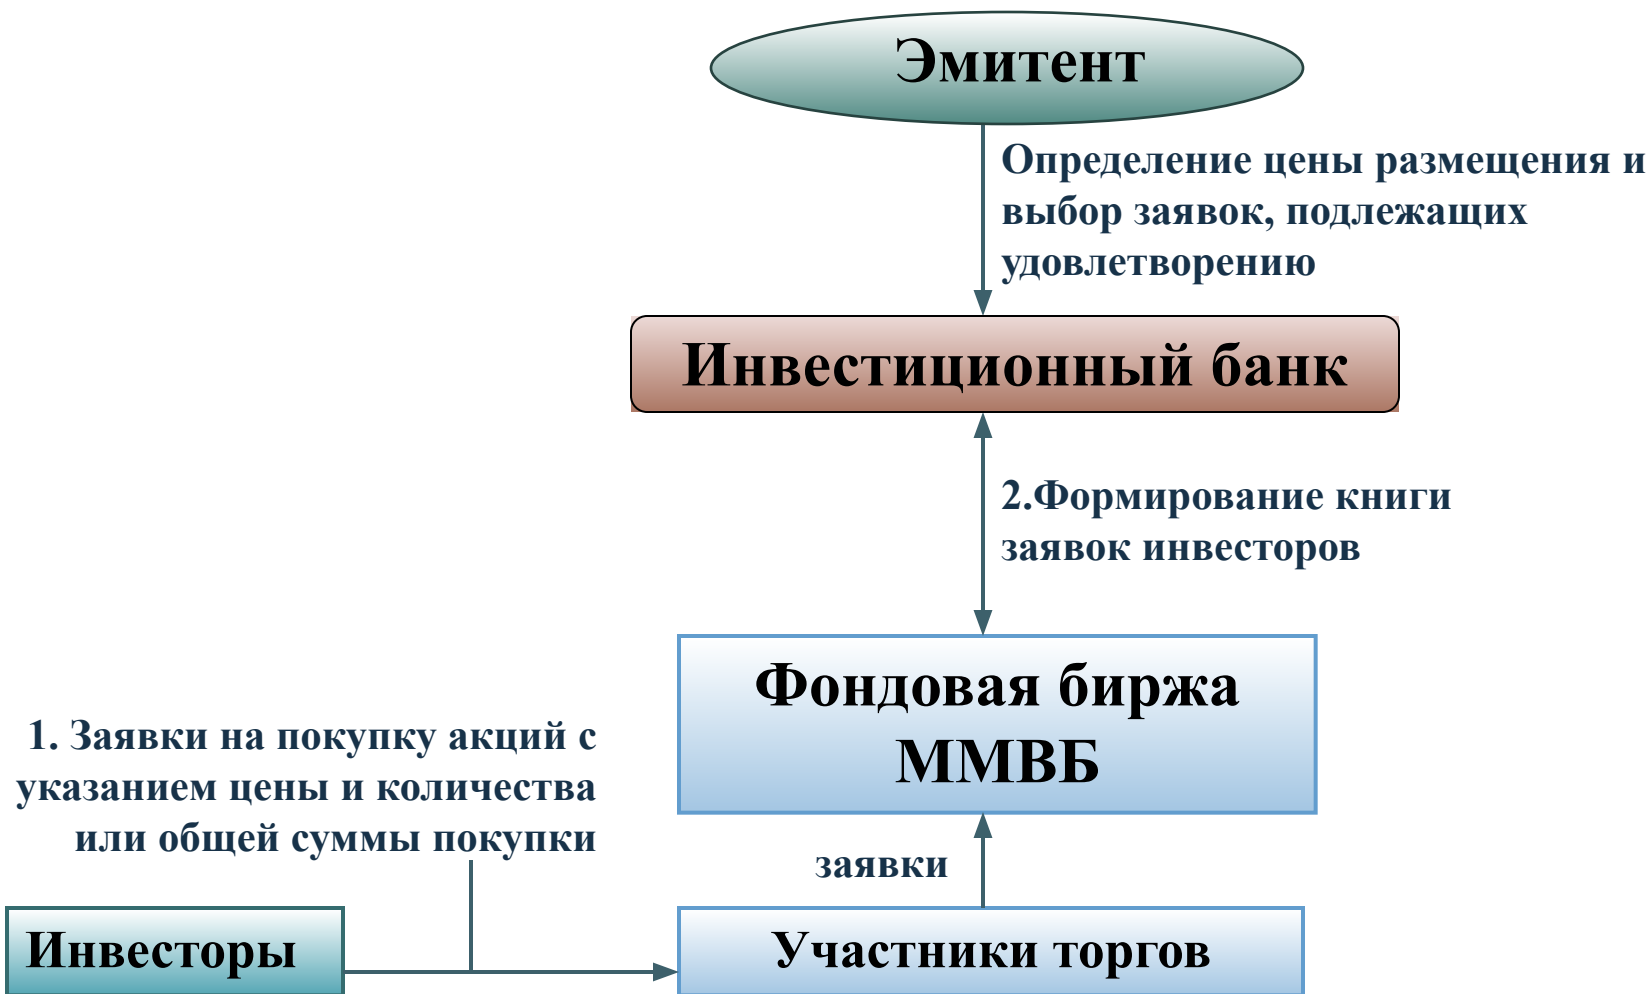 Эмитент
Определение цены размещения и
выбор заявок, подлежащих
удовлетворению
Инвестиционный банк
2.Формирование книги
заявок инвесторов
Фондовая биржа
ММВБ
1. Заявки на покупку акций с
указанием цены и количества
или общей суммы покупки
заявки
Инвесторы
Участники торгов